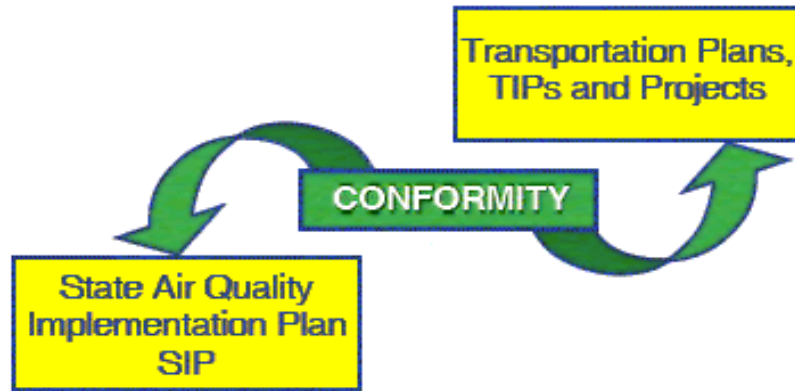 Transportation Plans,
TIPs and Projects
CONFORMITY
State Air Quality
Implementation Plan
SIP